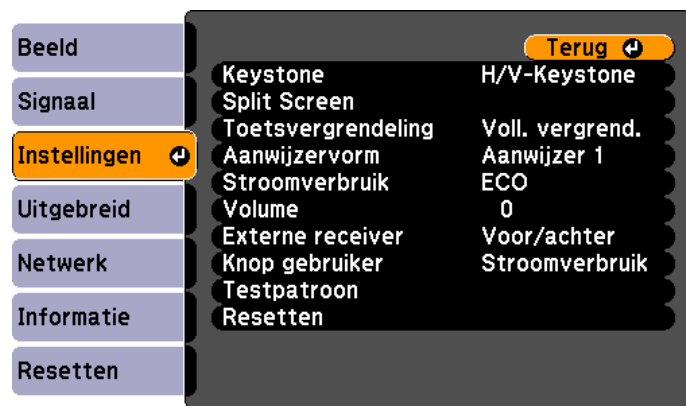 Beeld
Signaal
Instellingen
Uitgebreid
Netwerk
Informatie
Resetten
Terug
Keystone H/V-Keystone
Split Screen
Toetsvergrendeling Voll. vergrend.
Aanwijzervorm Aanwijzer 1
Stroomverbruik ECO
Volume 0
Externe receiver Voor/achter
Knop gebruiker Stroomverbruik
Testpatroon
Resetten